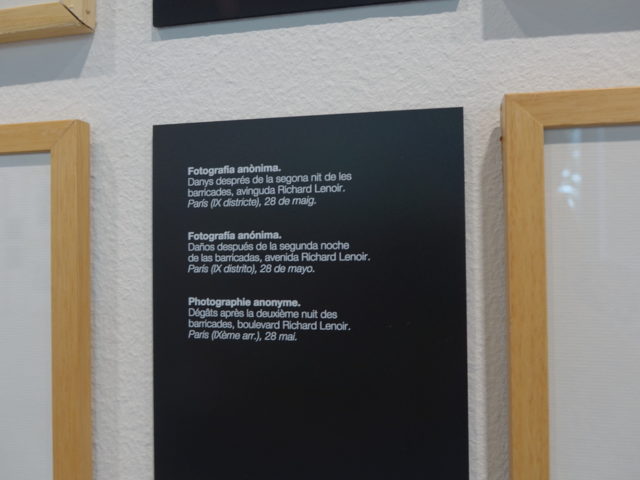 Fotografia anònima.
Danys després de la segona nit de les
barricades, avinguda Richard Lenoir.
París (IX districte), 28 de maig.
Fotografía anónima.
Daños después de la segunda noche
de las barricadas, avenida Richard Lenoir.
París (IX distrito), 28 de mayo.
Photographie anonyme.
Dégâts après la deuxième nuit des
barricades, boulevard Richard Lenoir.
Paris (IXème arr.), 28 mai.